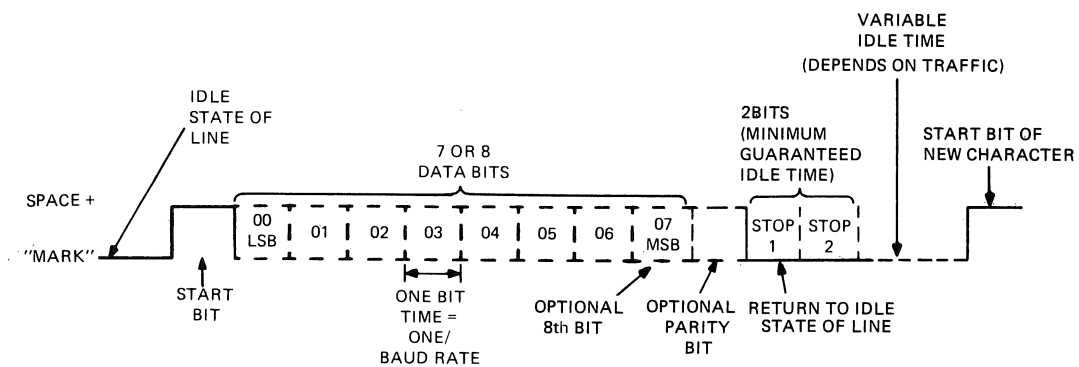 VARIABLE
IDLE TIME
(DEPENDS ON TRAFFIC)
IDLE
STATE OF
LINE
2BITS
(MINIMUM
GUARANTEED
IDLE TIME)
START BIT OF
NEW CHARACTER
7 OR 8
DATA BITS
SPACE +
"MARK"
00
LSB
01
02
03
04
05
06
07
MSB
STOP
1
STOP
2
START
BIT
ONE BIT
TIME =
ONE/
BAUD RATE
OPTIONAL
8th BIT
OPTIONAL
PARITY
BIT
RETURN TO IDLE
STATE OF LINE